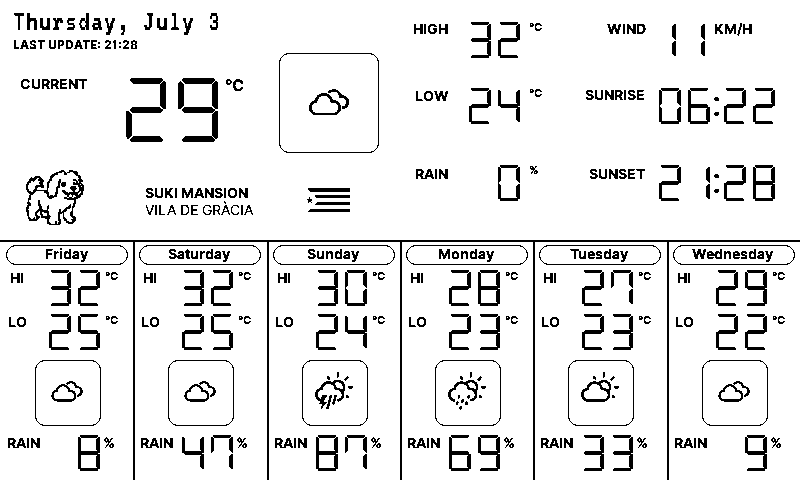 Thursday, July 3
LAST UPDATE: 21:28
CURRENT 29 °C
SUKI MANSION
VILA DE GRÀCIA
HIGH 32 °C
LOW 24 °C
RAIN 0 %
WIND 11 KM/H
SUNRISE 06:22
SUNSET 21:28
Friday
HI 32 °C
LO 25 °C
RAIN 8 %
Saturday
HI 32 °C
LO 25 °C
RAIN 47 %
Sunday
HI 30 °C
LO 24 °C
RAIN 87 %
Monday
HI 28 °C
LO 23 °C
RAIN 69 %
Tuesday
HI 27 °C
LO 23 °C
RAIN 33 %
Wednesday
HI 29 °C
LO 22 °C
RAIN 9 %